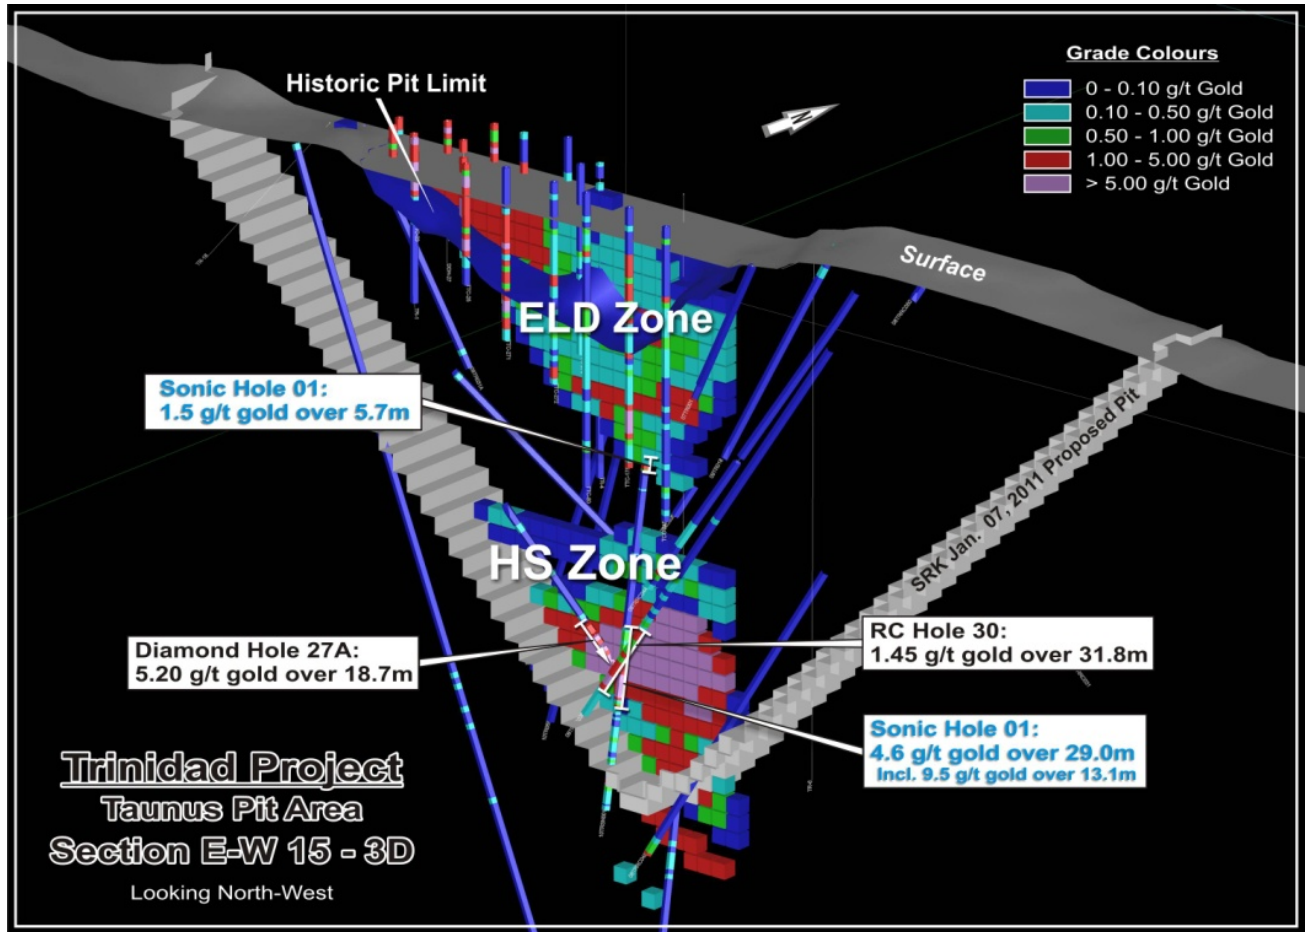 Historic Pit Limit
N
Grade Colours
0 - 0.10 g/t Gold
0.10 - 0.50 g/t Gold
0.50 - 1.00 g/t Gold
1.00 - 5.00 g/t Gold
> 5.00 g/t Gold
Surface
ELD Zone
Sonic Hole 01:
1.5 g/t gold over 5.7m
SRK Jan. 07, 2011 Proposed Pit
HS Zone
Diamond Hole 27A:
5.20 g/t gold over 18.7m
RC Hole 30:
1.45 g/t gold over 31.8m
Sonic Hole 01:
4.6 g/t gold over 29.0m
Incl. 9.5 g/t gold over 13.1m
Trinidad Project
Taunus Pit Area
Section E-W 15 - 3D
Looking North-West